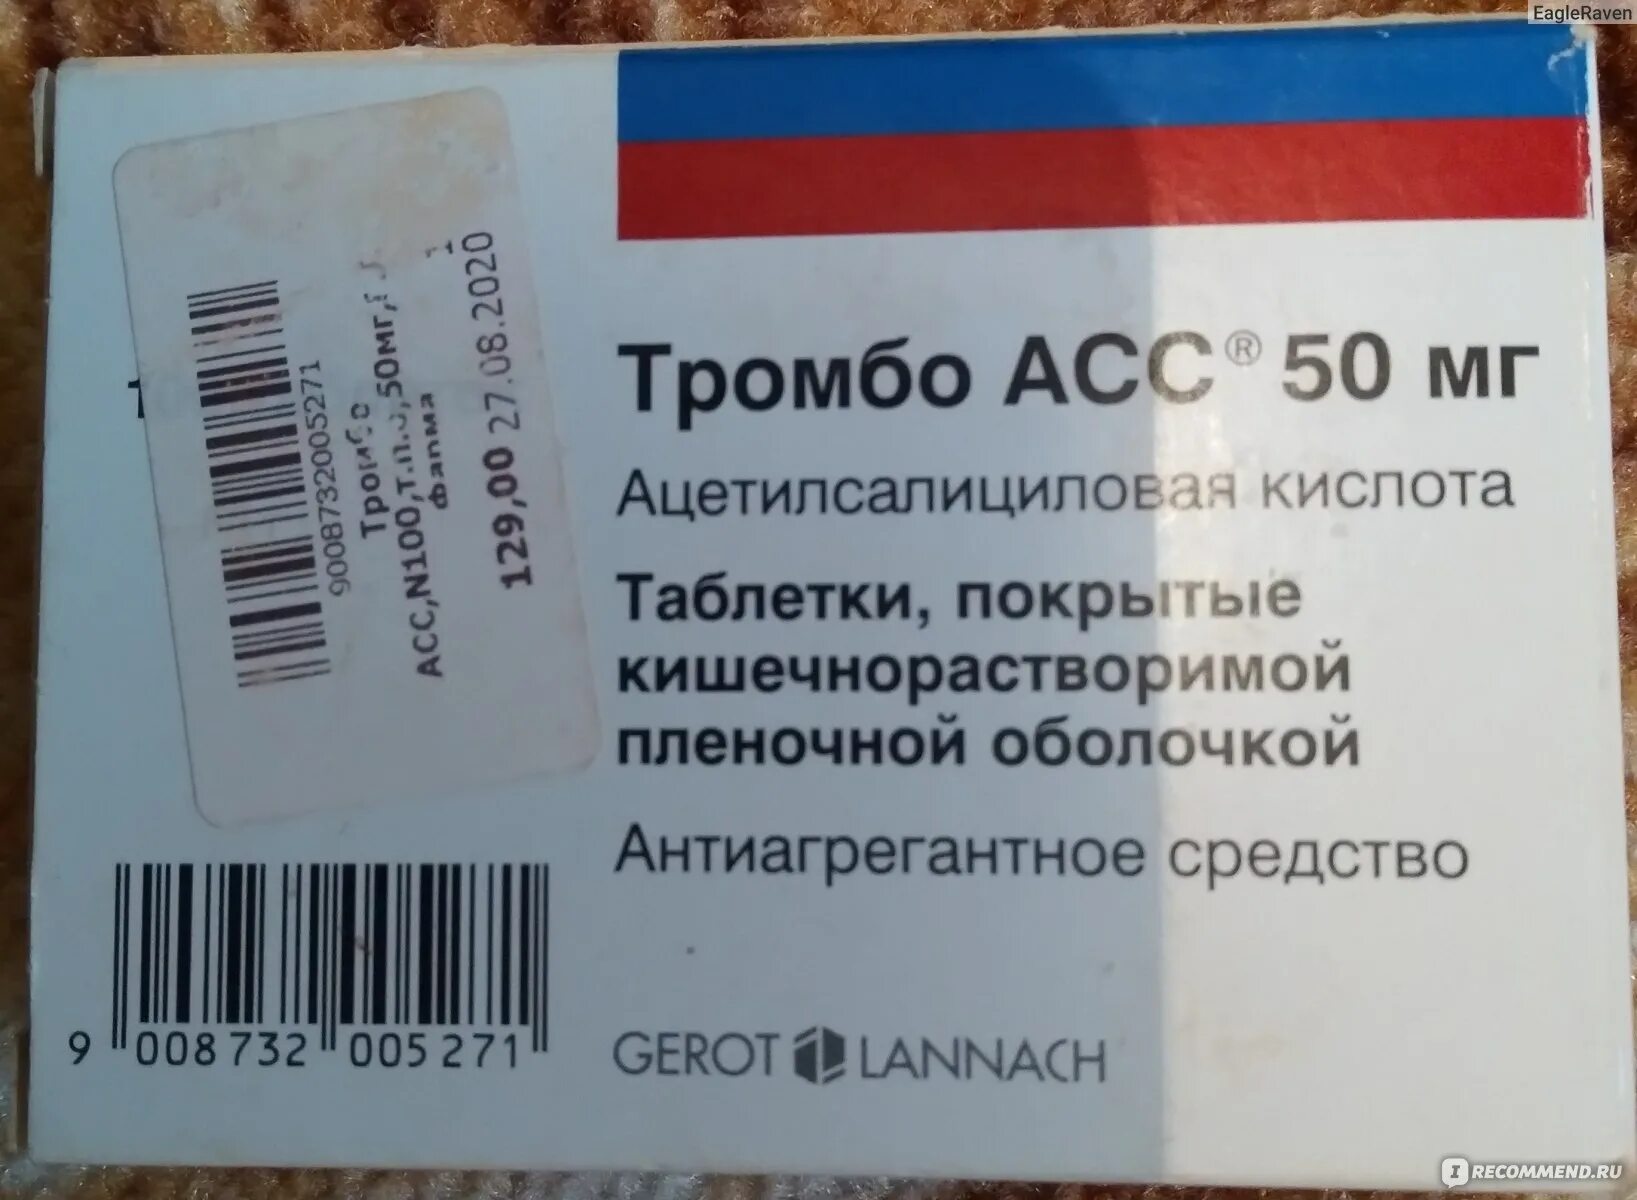 EagleRaven
Тромбо АСС® 50 мг
Ацетилсалициловая кислота
Таблетки, покрытые
кишечнорастворимой
пленочной оболочкой
Антиагрегантное средство
GEROT LANNACH
9008732005271
Тромбо
АСС,N100,т.п.о,50мг,
фарма
129,00 27.08.2020
9 008732 005271
IRECOMMEND.RU